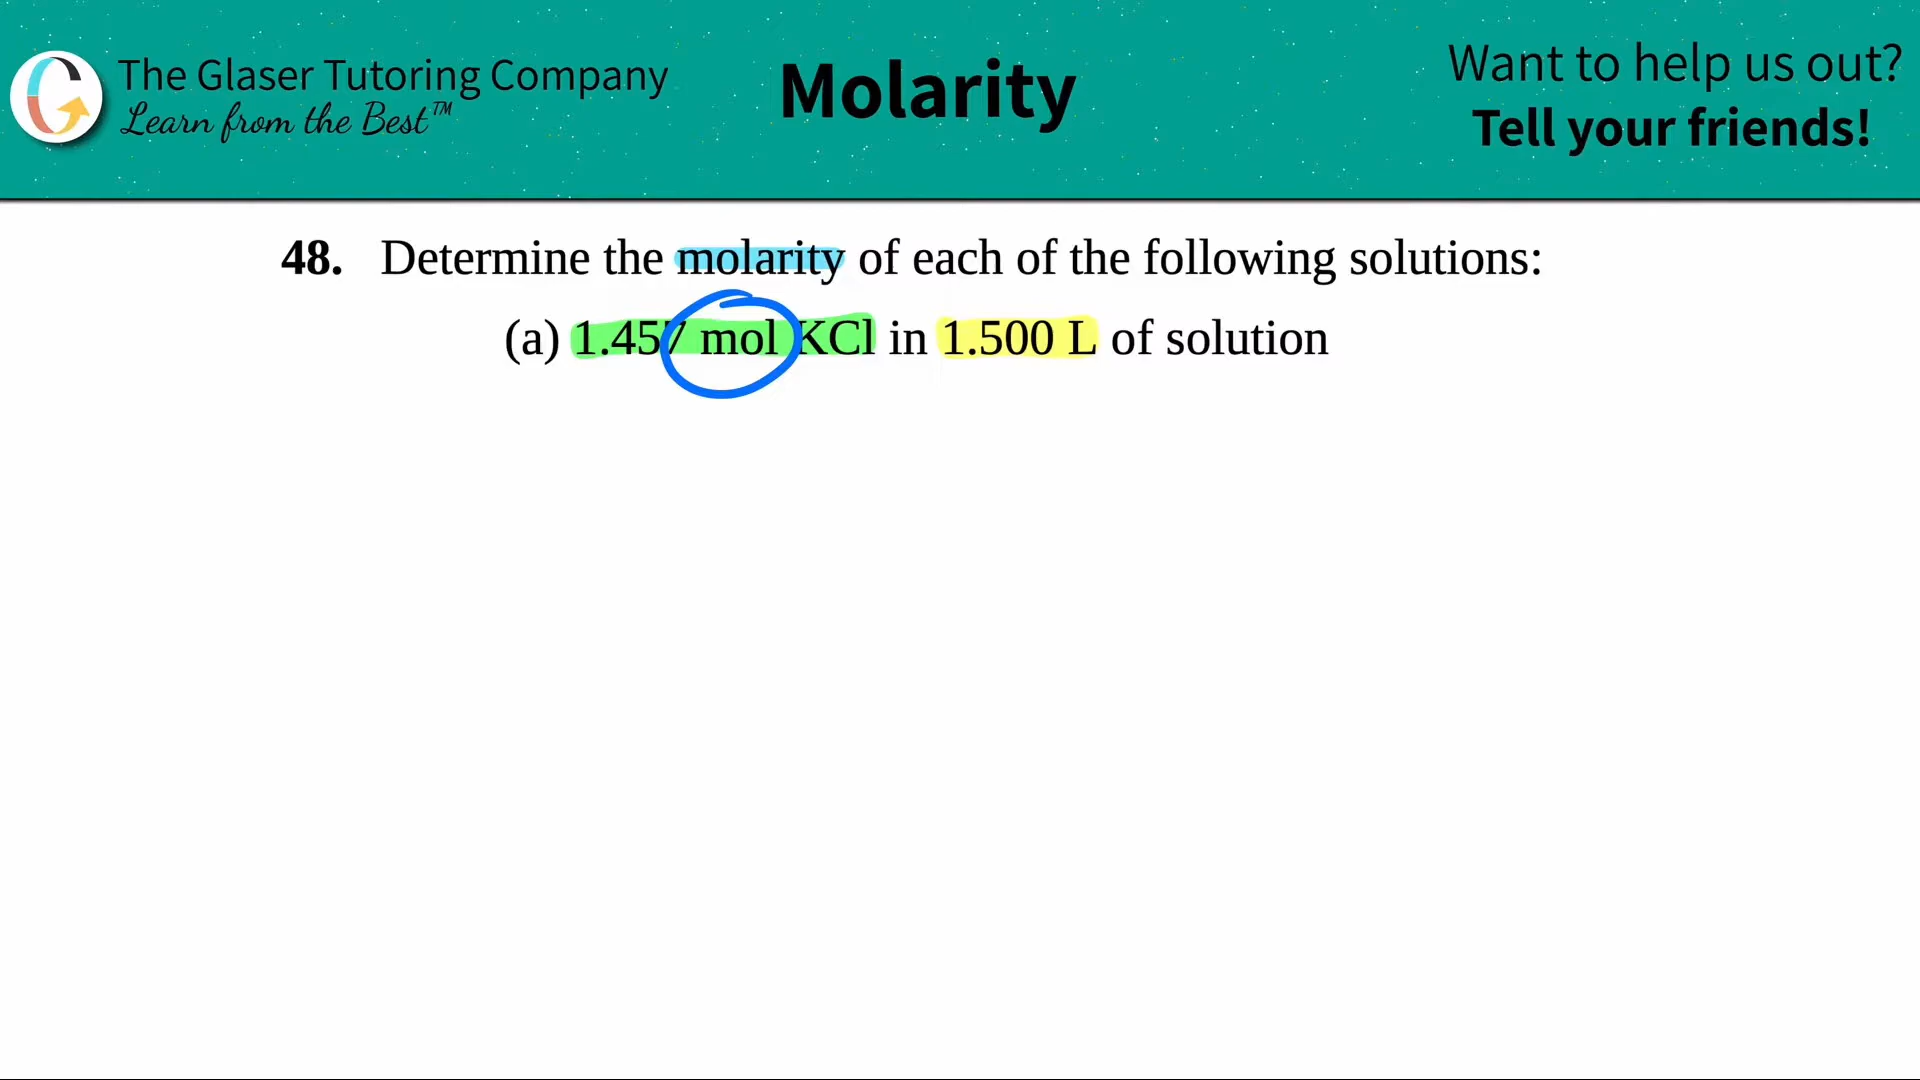 The Glaser Tutoring Company
Learn from the Best™
Molarity
Want to help us out?
Tell your friends!
48. Determine the molarity of each of the following solutions:
(a) 1.457 mol KCl in 1.500 L of solution